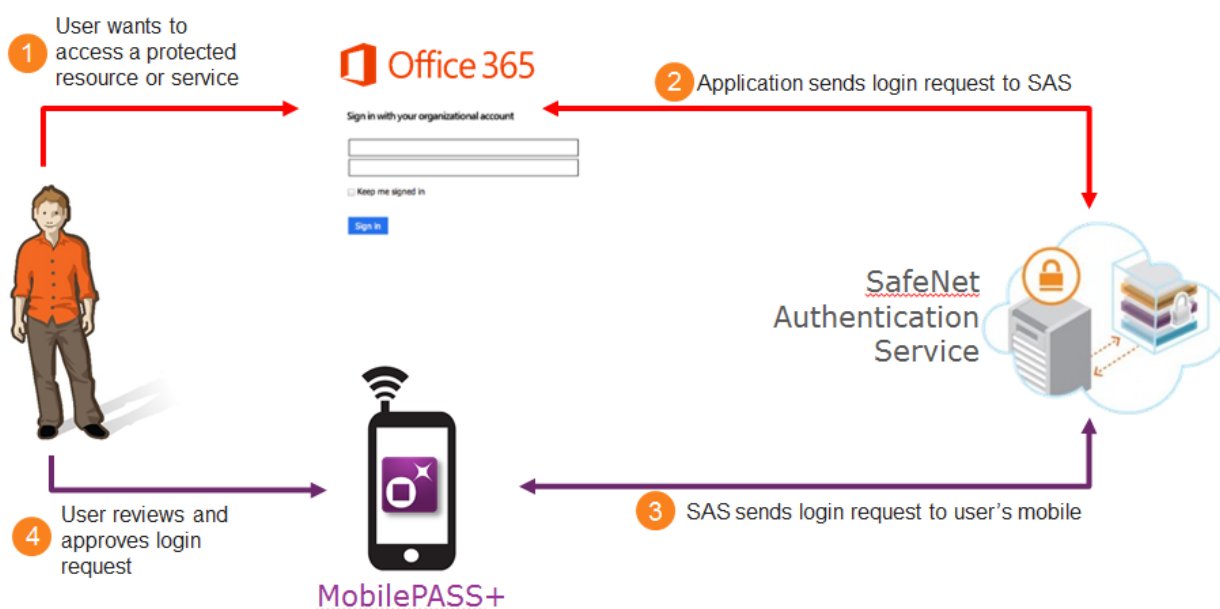 1
User wants to
access a protected
resource or service
Office 365
Sign in with your organizational account
Keep me signed in
Sign in
2
Application sends login request to SAS
SafeNet
Authentication
Service
3
SAS sends login request to user's mobile
4
User reviews and
approves login
request
MobilePASS+